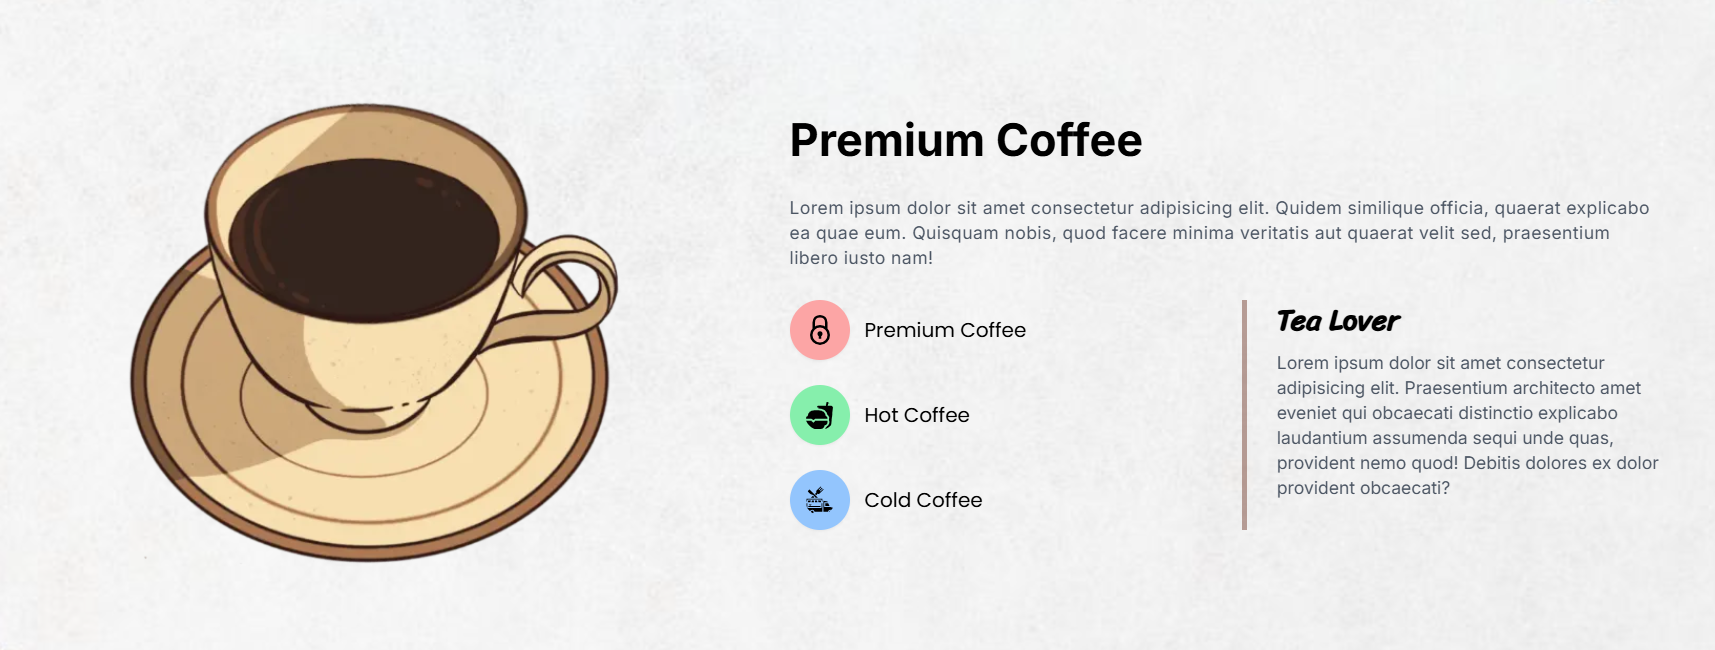 Premium Coffee
Lorem ipsum dolor sit amet consectetur adipisicing elit. Quidem similique officia, quaerat explicabo
ea quae eum. Quisquam nobis, quod facere minima veritatis aut quaerat velit sed, praesentium
libero iusto nam!
Premium Coffee
Hot Coffee
Cold Coffee
Tea Lover
Lorem ipsum dolor sit amet consectetur
adipisicing elit. Praesentium architecto amet
eveniet qui obcaecati distinctio explicabo
laudantium assumenda sequi unde quas,
provident nemo quod! Debitis dolores ex dolor
provident obcaecati?